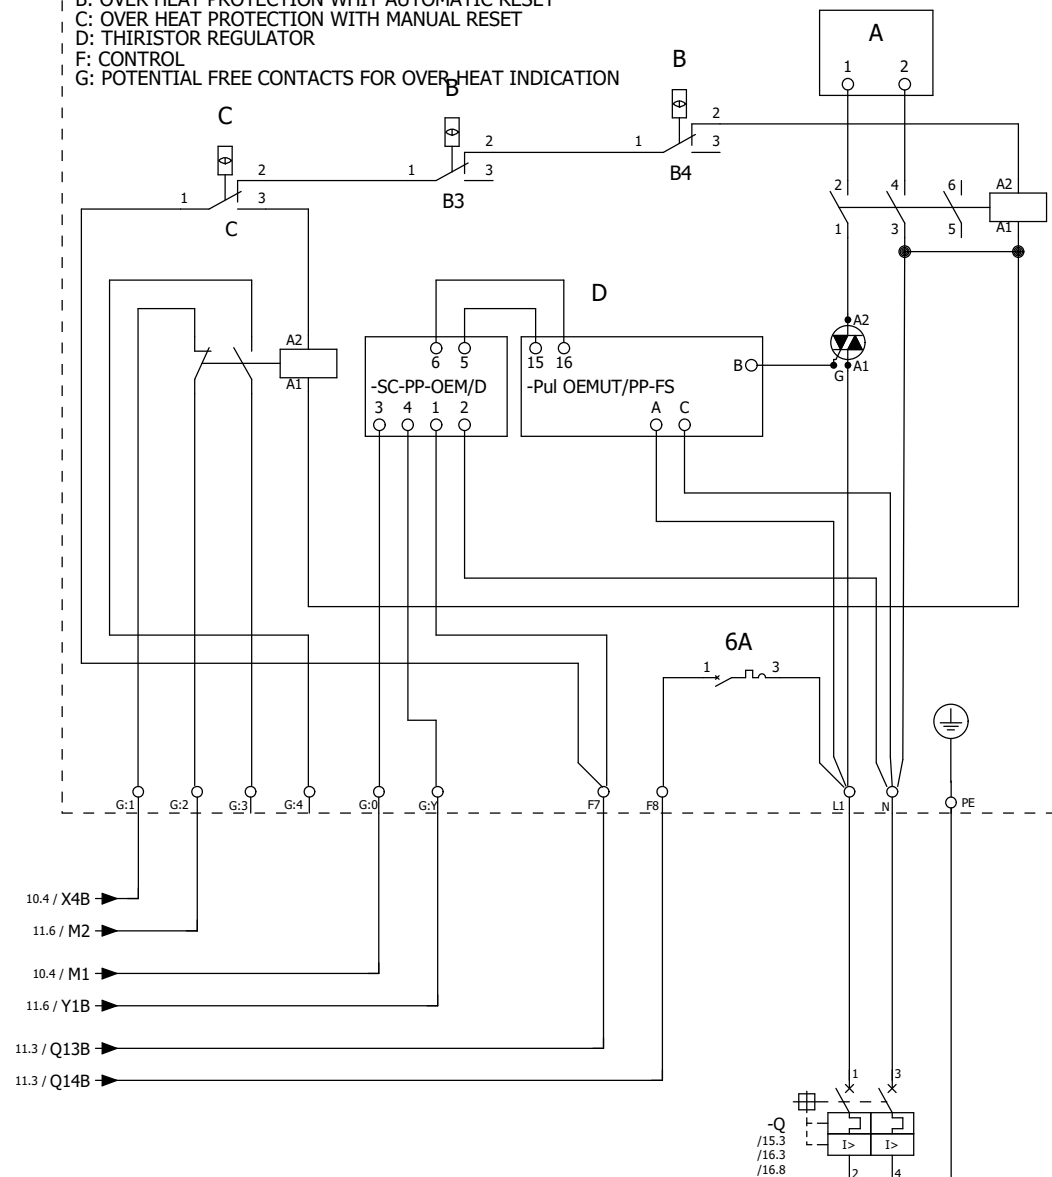 B: OVER HEAT PROTECTION WHIT AUTOMATIC RESET
C: OVER HEAT PROTECTION WITH MANUAL RESET
D: THIRISTOR REGULATOR
F: CONTROL
G: POTENTIAL FREE CONTACTS FOR OVER HEAT INDICATION
A
1 2
B
1 2 3
B4
B
1 2 3
B3
C
1 2 3
C
2 4 6 A2
1 3 5 A1
D
A2
A1
6 5
-SC-PP-OEM/D
3 4 1 2
15 16
-Pul OEMUT/PP-FS
B
A C
A2
G A1
6A
1 3
G:1 G:2 G:3 G:4 G:0 G:Y F7 F8 L1 N PE
10.4 / X4B
11.6 / M2
10.4 / M1
11.6 / Y1B
11.3 / Q13B
11.3 / Q14B
1 3
-Q
/15.3
/16.3
/16.8
I> I>
2 4